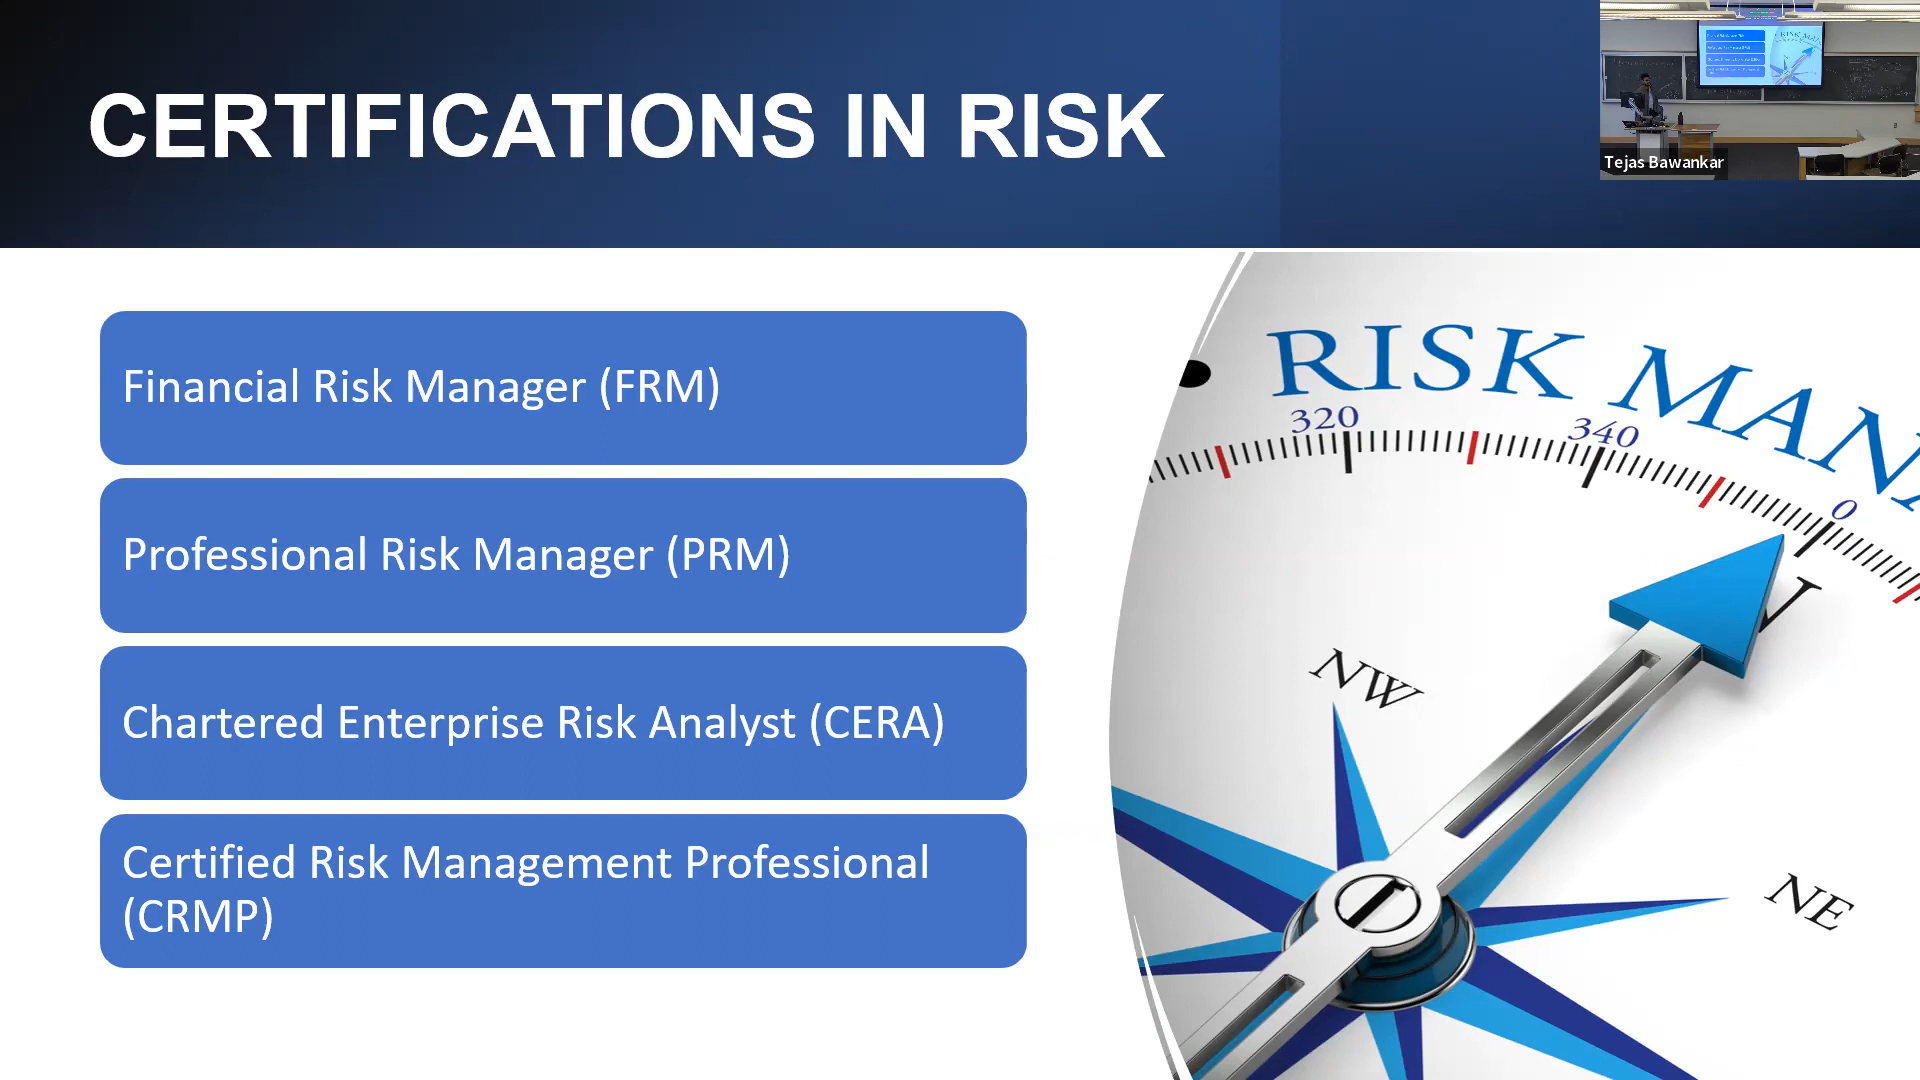 CERTIFICATIONS IN RISK
Tejas Bawankar
Financial Risk Manager (FRM)
Professional Risk Manager (PRM)
Chartered Enterprise Risk Analyst (CERA)
Certified Risk Management Professional
(CRMP)
RISK MANA
320
340
0
N
NW
NE